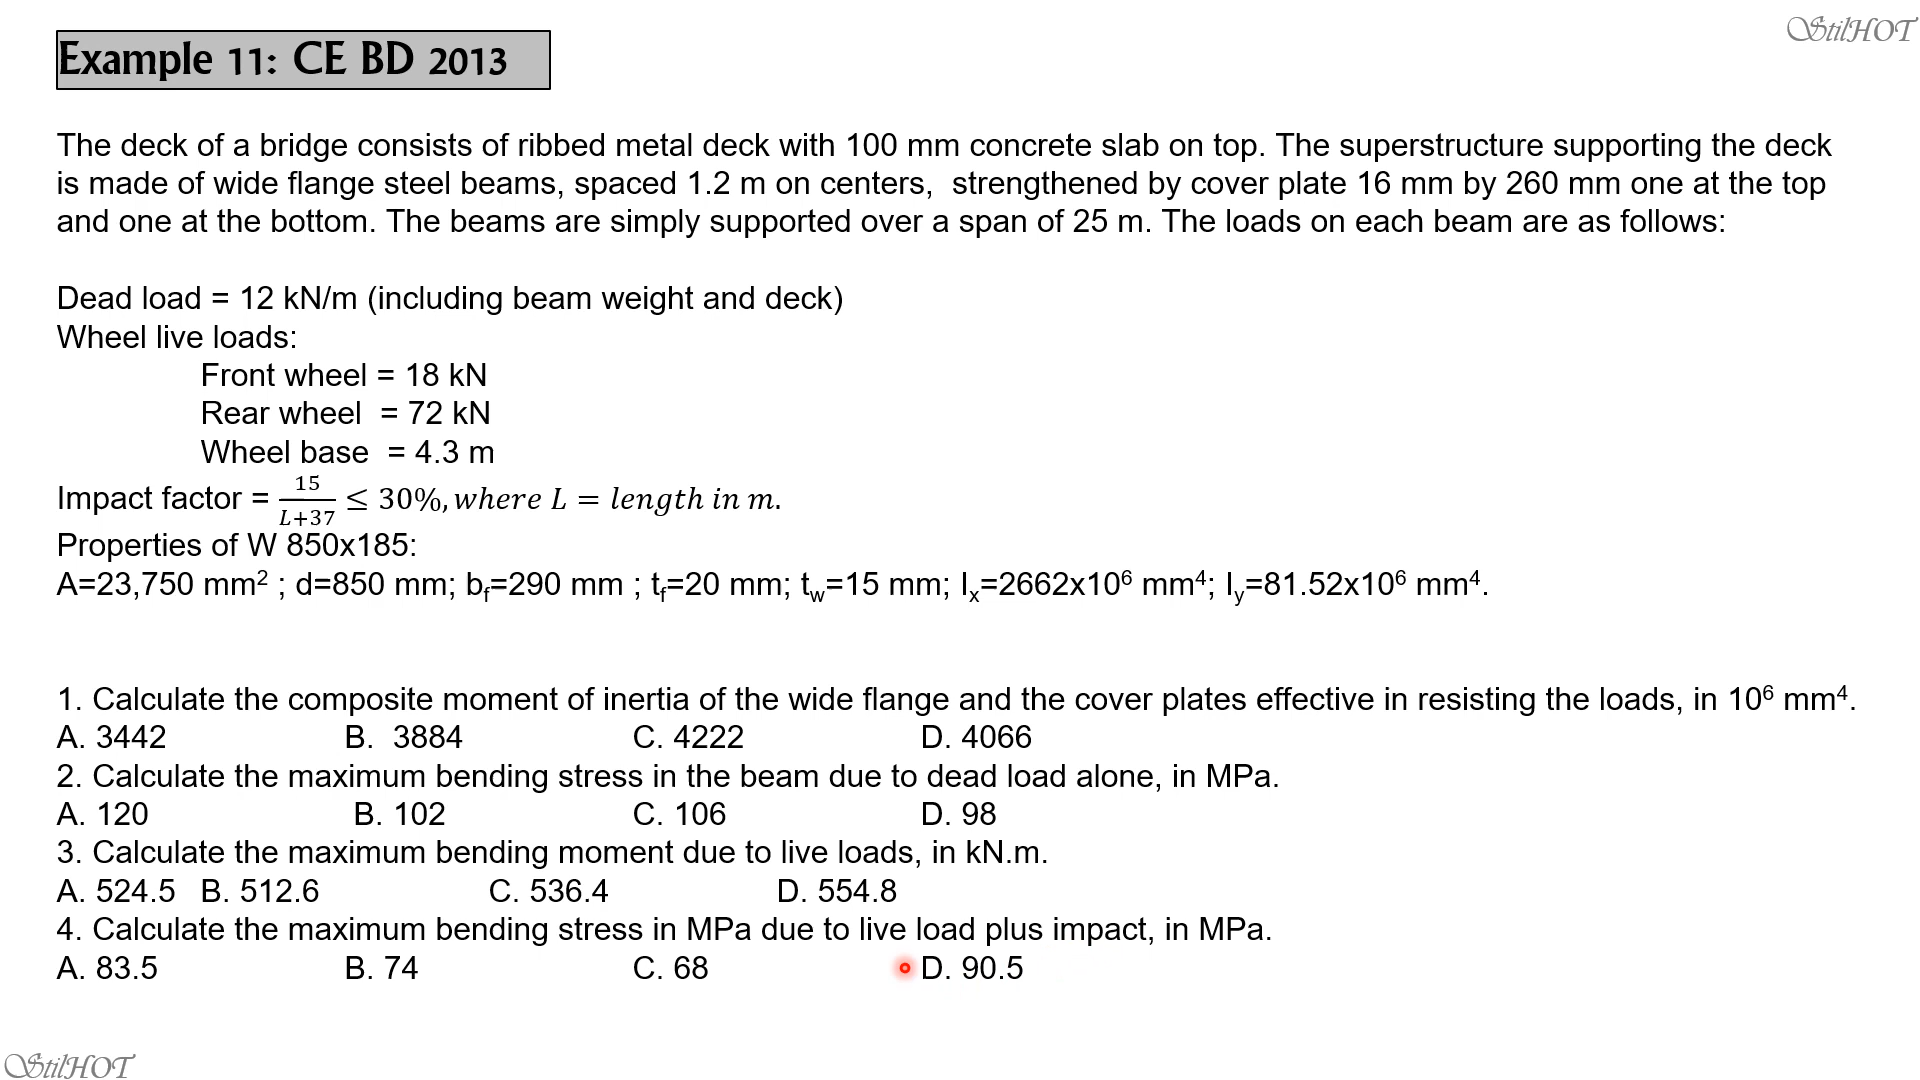 StilHOT
Example 11: CE BD 2013
The deck of a bridge consists of ribbed metal deck with 100 mm concrete slab on top. The superstructure supporting the deck
is made of wide flange steel beams, spaced 1.2 m on centers, strengthened by cover plate 16 mm by 260 mm one at the top
and one at the bottom. The beams are simply supported over a span of 25 m. The loads on each beam are as follows:
Dead load = 12 kN/m (including beam weight and deck)
Wheel live loads:
Front wheel = 18 kN
Rear wheel = 72 kN
Wheel base = 4.3 m
Impact factor = 15/(L+37) ≤ 30%, where L = length in m.
Properties of W 850x185:
A=23,750 mm² ; d=850 mm; b_f=290 mm ; t_f=20 mm; t_w=15 mm; I_x=2662x10⁶ mm⁴; I_y=81.52x10⁶ mm⁴.
1. Calculate the composite moment of inertia of the wide flange and the cover plates effective in resisting the loads, in 10⁶ mm⁴.
A. 3442 B. 3884 C. 4222 D. 4066
2. Calculate the maximum bending stress in the beam due to dead load alone, in MPa.
A. 120 B. 102 C. 106 D. 98
3. Calculate the maximum bending moment due to live loads, in kN.m.
A. 524.5 B. 512.6 C. 536.4 D. 554.8
4. Calculate the maximum bending stress in MPa due to live load plus impact, in MPa.
A. 83.5 B. 74 C. 68 D. 90.5
StilHOT